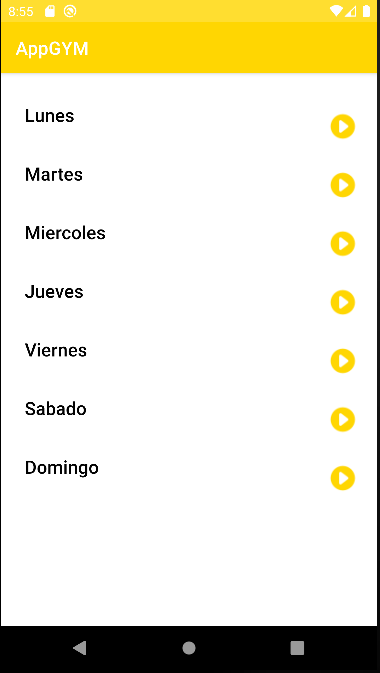 8:55
AppGYM
Lunes
Martes
Miercoles
Jueves
Viernes
Sabado
Domingo